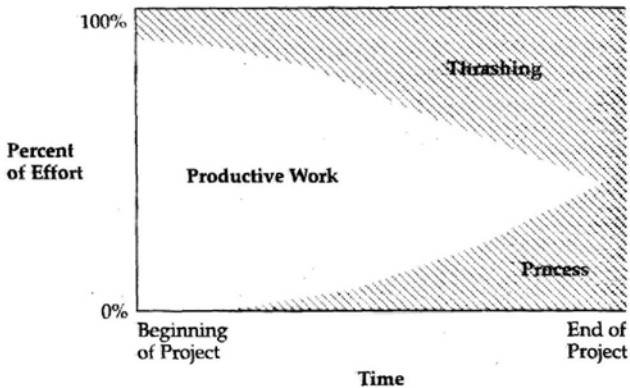 100%
Thrashing
Percent
of Effort
Productive Work
Process
0%
Beginning
of Project
End of
Project
Time